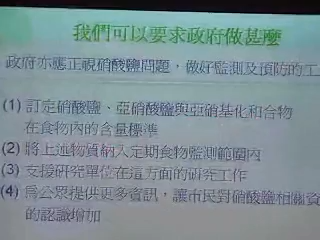 我們可以要求政府做甚麼
政府亦應正視硝酸鹽問題，做好監測及預防的工
(1) 訂定硝酸鹽、亞硝酸鹽與亞硝基化和合物
在食物內的含量標準
(2) 將上述物質納入定期食物監測範圍內
(3) 支援研究單位在這方面的研究工作
(4) 為公眾提供更多資訊，讓市民對硝酸鹽相關資
的認識增加